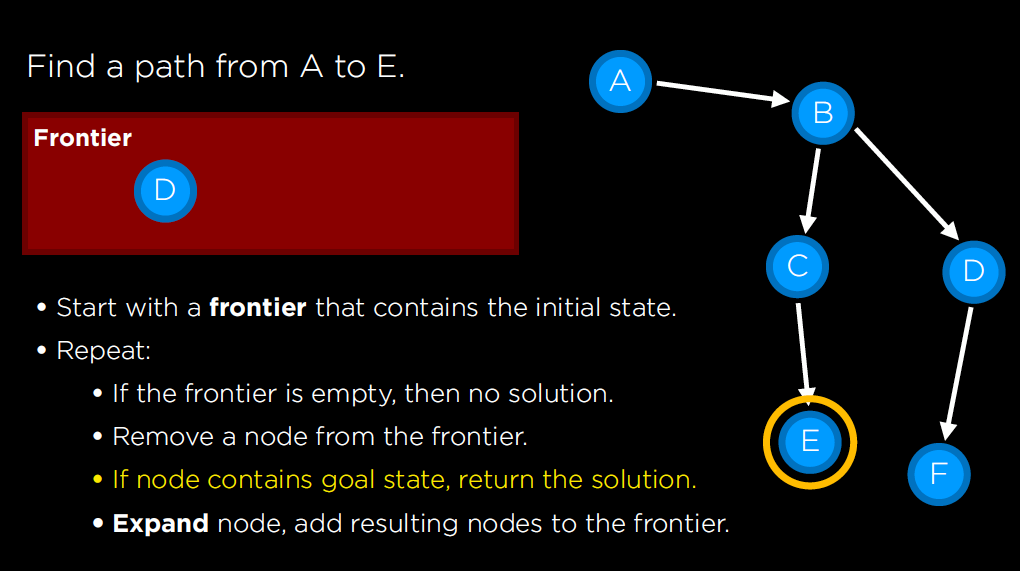 Find a path from A to E.
Frontier
D
• Start with a frontier that contains the initial state.
• Repeat:
• If the frontier is empty, then no solution.
• Remove a node from the frontier.
• If node contains goal state, return the solution.
• Expand node, add resulting nodes to the frontier.
A
B
C
D
E
F